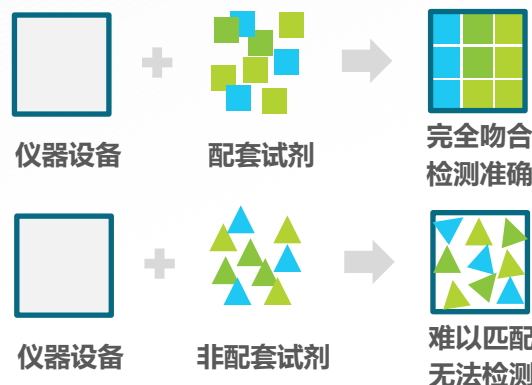 仪器设备
配套试剂
完全吻合
检测准确
仪器设备
非配套试剂
难以匹配
无法检测